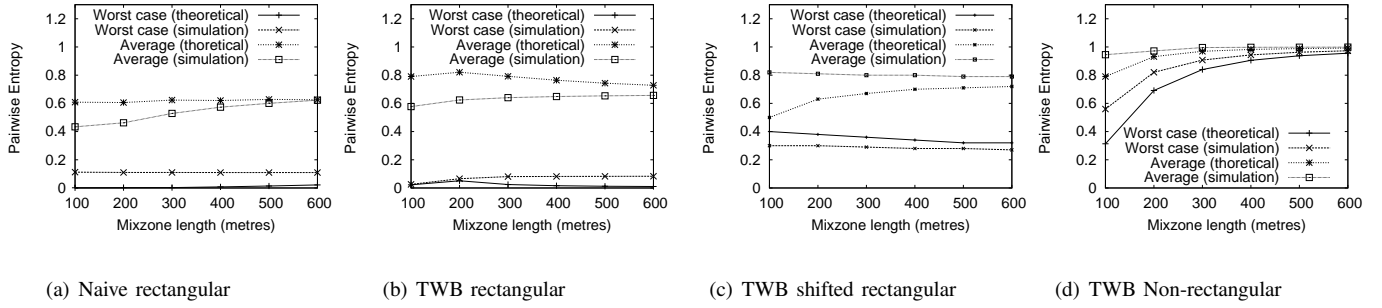 Pairwise Entropy
1.2
1
0.8
0.6
0.4
0.2
0
Worst case (theoretical)
Worst case (simulation)
Average (thoretical)
Average (simulation)
100 200 300 400 500 600
Mixzone length (metres)
(a) Naive rectangular
Pairwise Entropy
1.2
1
0.8
0.6
0.4
0.2
0
Worst case (theoretical)
Worst case (simulation)
Average (thoretical)
Average (simulation)
100 200 300 400 500 600
Mixzone length (metres)
(b) TWB rectangular
Pairwise Entropy
1.2
1
0.8
0.6
0.4
0.2
0
Worst case (theoretical)
Worst case (simulation)
Average (theoretical)
Average (simulation)
100 200 300 400 500 600
Mixzone length (metres)
(c) TWB shifted rectangular
Pairwise Entropy
1.2
1
0.8
0.6
0.4
0.2
0
Worst case (theoretical)
Worst case (simulation)
Average (thoretical)
Average (simulation)
100 200 300 400 500 600
Mixzone length (metres)
(d) TWB Non-rectangular